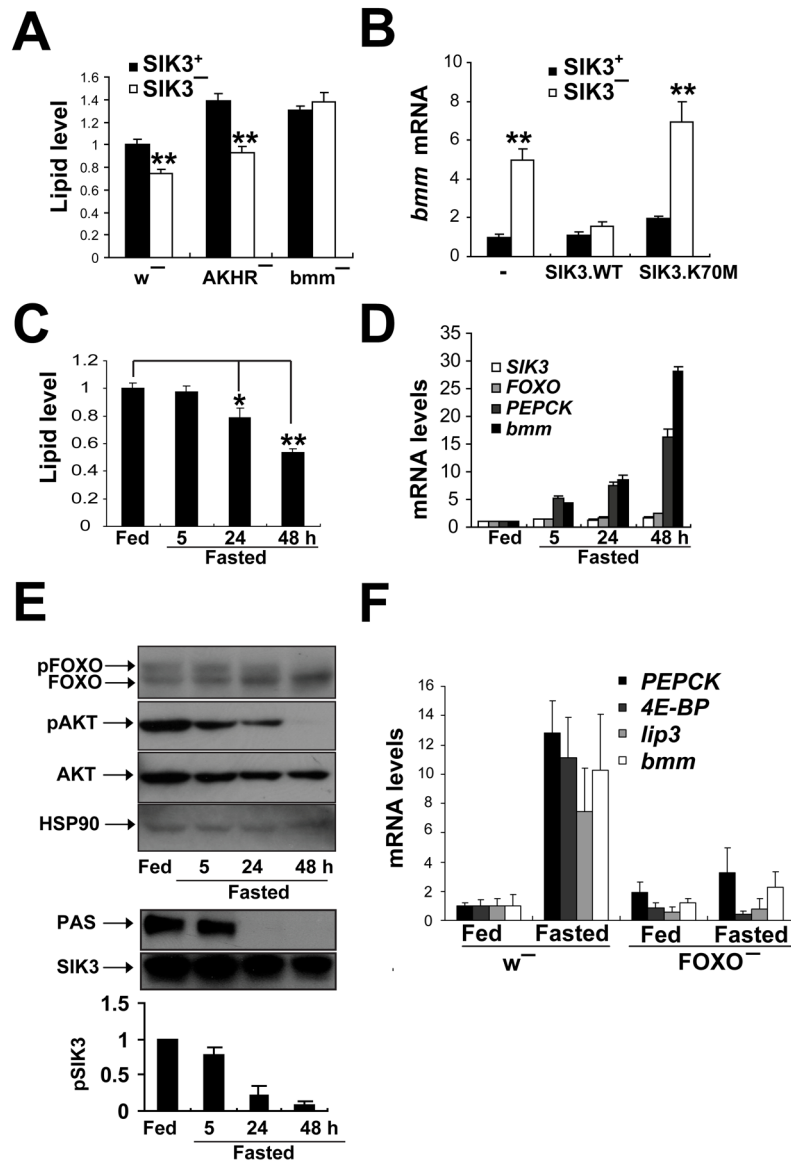 A
SIK3+
SIK3–
Lipid level
1.6
1.4
1.2
1
0.8
0.6
0.4
0.2
0
**
**
w–
AKHR–
bmm–
B
SIK3+
SIK3–
bmm mRNA
10
8
6
4
2
0
**
**
-
SIK3.WT
SIK3.K70M
C
Lipid level
1.2
1
0.8
0.6
0.4
0.2
0
*
**
Fed 5 24 48 h
Fasted
D
SIK3
FOXO
PEPCK
bmm
mRNA levels
35
30
25
20
15
10
5
0
Fed 5 24 48 h
Fasted
E
pFOXO
FOXO
pAKT
AKT
HSP90
Fed 5 24 48 h
Fasted
PAS
SIK3
pSIK3
1.5
1
0.5
0
Fed 5 24 48 h
Fasted
F
PEPCK
4E-BP
lip3
bmm
mRNA levels
16
14
12
10
8
6
4
2
0
Fed Fasted Fed Fasted
w– FOXO–